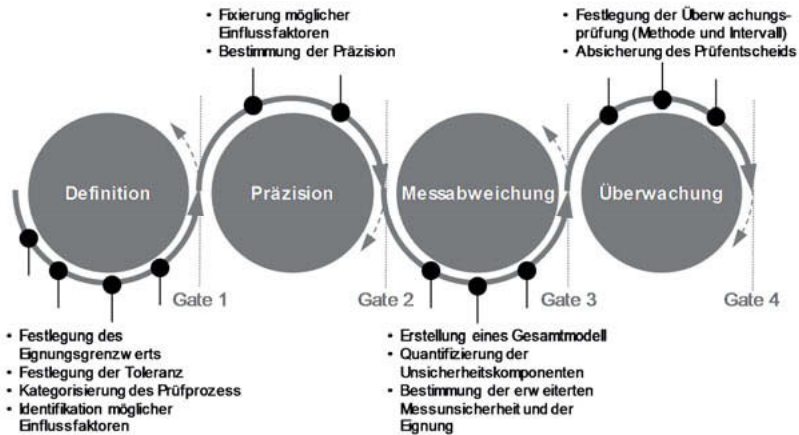 • Fixierung möglicher
Einflussfaktoren
• Bestimmung der Präzision
• Festlegung der Überwachungs-
prüfung (Methode und Intervall)
• Absicherung des Prüfentscheids
Definition
Präzision
Messabweichung
Überwachung
Gate 1
Gate 2
Gate 3
Gate 4
• Festlegung des
Eignungsgrenzwerts
• Festlegung der Toleranz
• Kategorisierung des Prüfprozess
• Identifikation möglicher
Einflussfaktoren
• Erstellung eines Gesamtmodell
• Quantifizierung der
Unsicherheitskomponenten
• Bestimmung der erweiterten
Messunsicherheit und der
Eignung